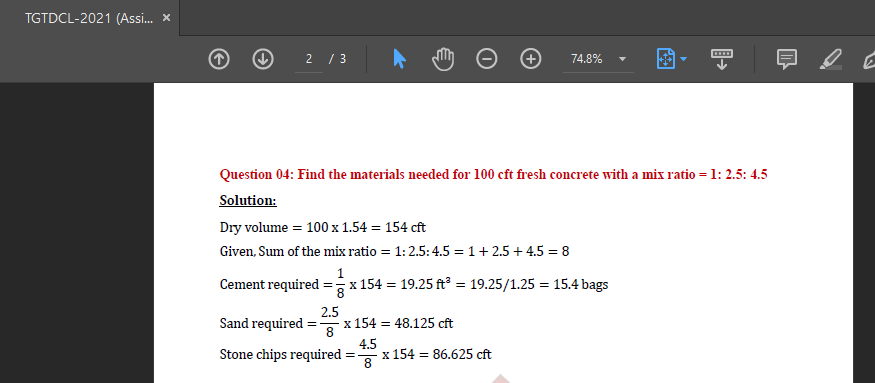 TGTDCL-2021 (Assi... ×
2 / 3 74.8%
Question 04: Find the materials needed for 100 cft fresh concrete with a mix ratio = 1: 2.5: 4.5
Solution:
Dry volume = 100 x 1.54 = 154 cft
Given, Sum of the mix ratio = 1: 2.5: 4.5 = 1 + 2.5 + 4.5 = 8
Cement required = 1/8 x 154 = 19.25 ft³ = 19.25/1.25 = 15.4 bags
Sand required = 2.5/8 x 154 = 48.125 cft
Stone chips required = 4.5/8 x 154 = 86.625 cft